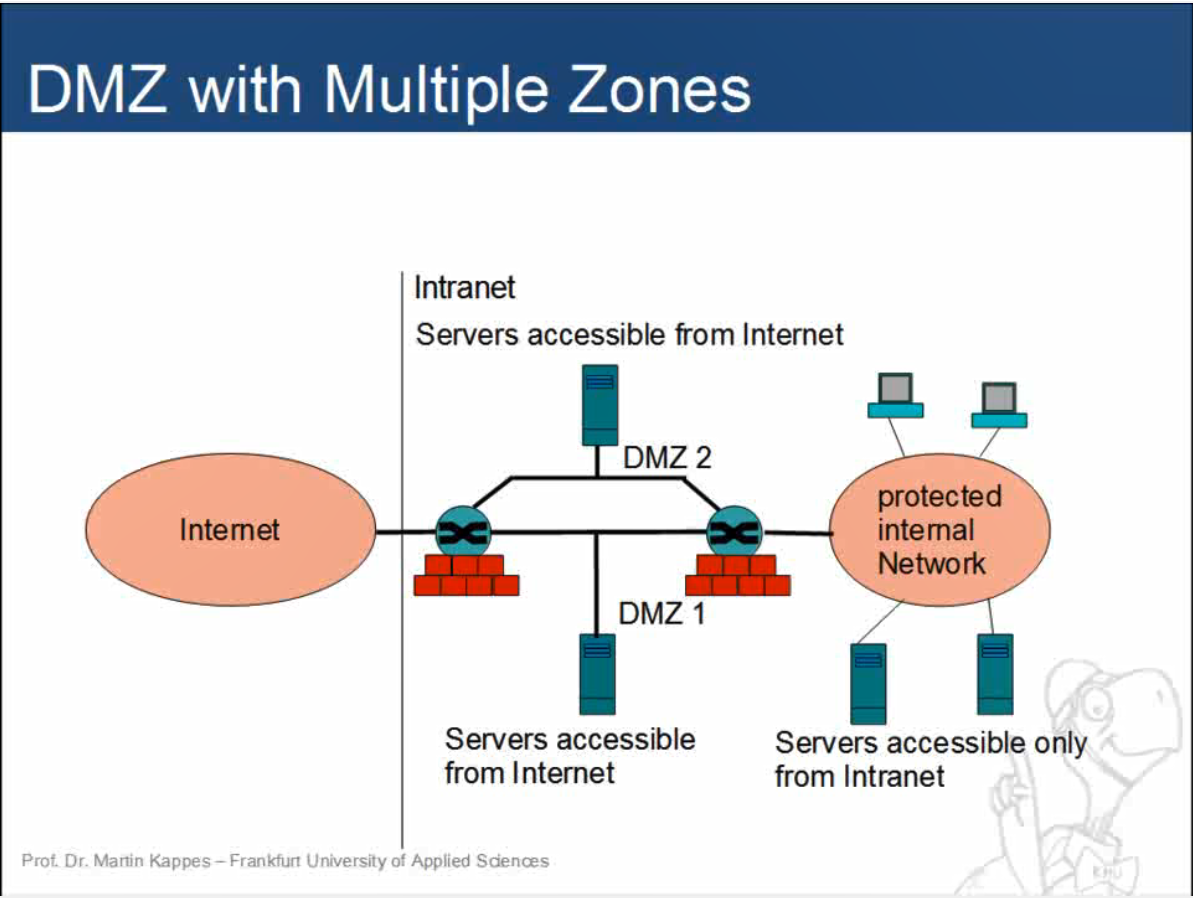 DMZ with Multiple Zones
Intranet
Servers accessible from Internet
DMZ 2
Internet
protected
internal
Network
DMZ 1
Servers accessible
from Internet
Servers accessible only
from Intranet
Prof. Dr. Martin Kappes – Frankfurt University of Applied Sciences
KMU